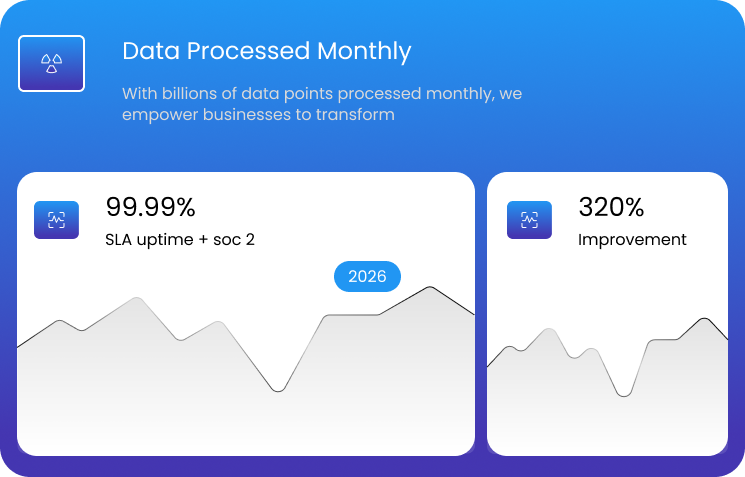 Data Processed Monthly
With billions of data points processed monthly, we
empower businesses to transform
99.99%
SLA uptime + soc 2
2026
320%
Improvement